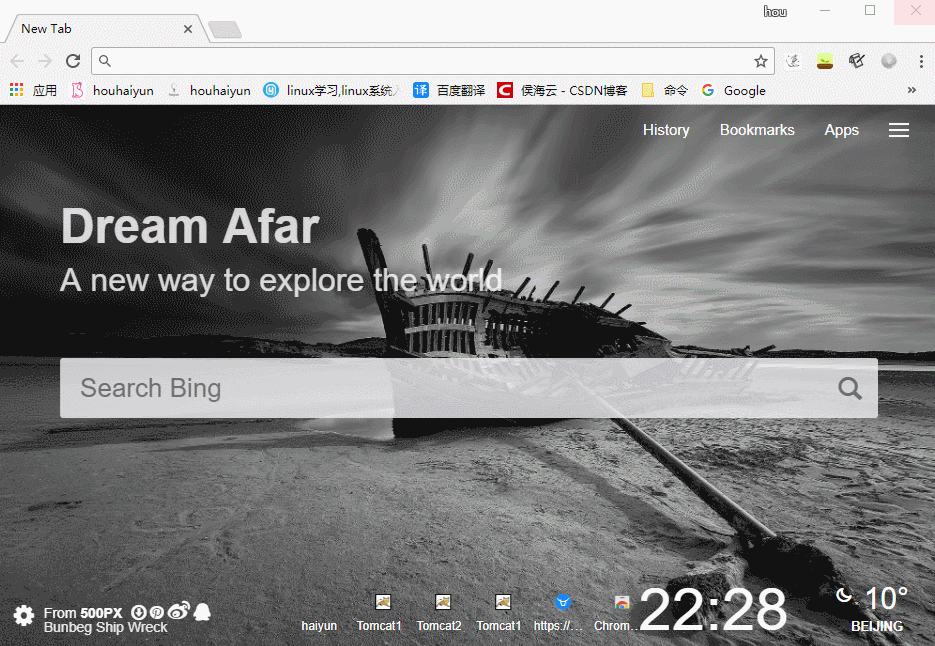 hou
New Tab
应用 houhaiyun houhaiyun linux学习,linux系统 译 百度翻译 C 侯海云 - CSDN博客 命令 G Google »
History Bookmarks Apps
Dream Afar
A new way to explore the world
Search Bing
From 500PX
Bunbeg Ship Wreck
haiyun Tomcat1 Tomcat2 Tomcat1 https://... Chrom...
22:28
10°
BEIJING